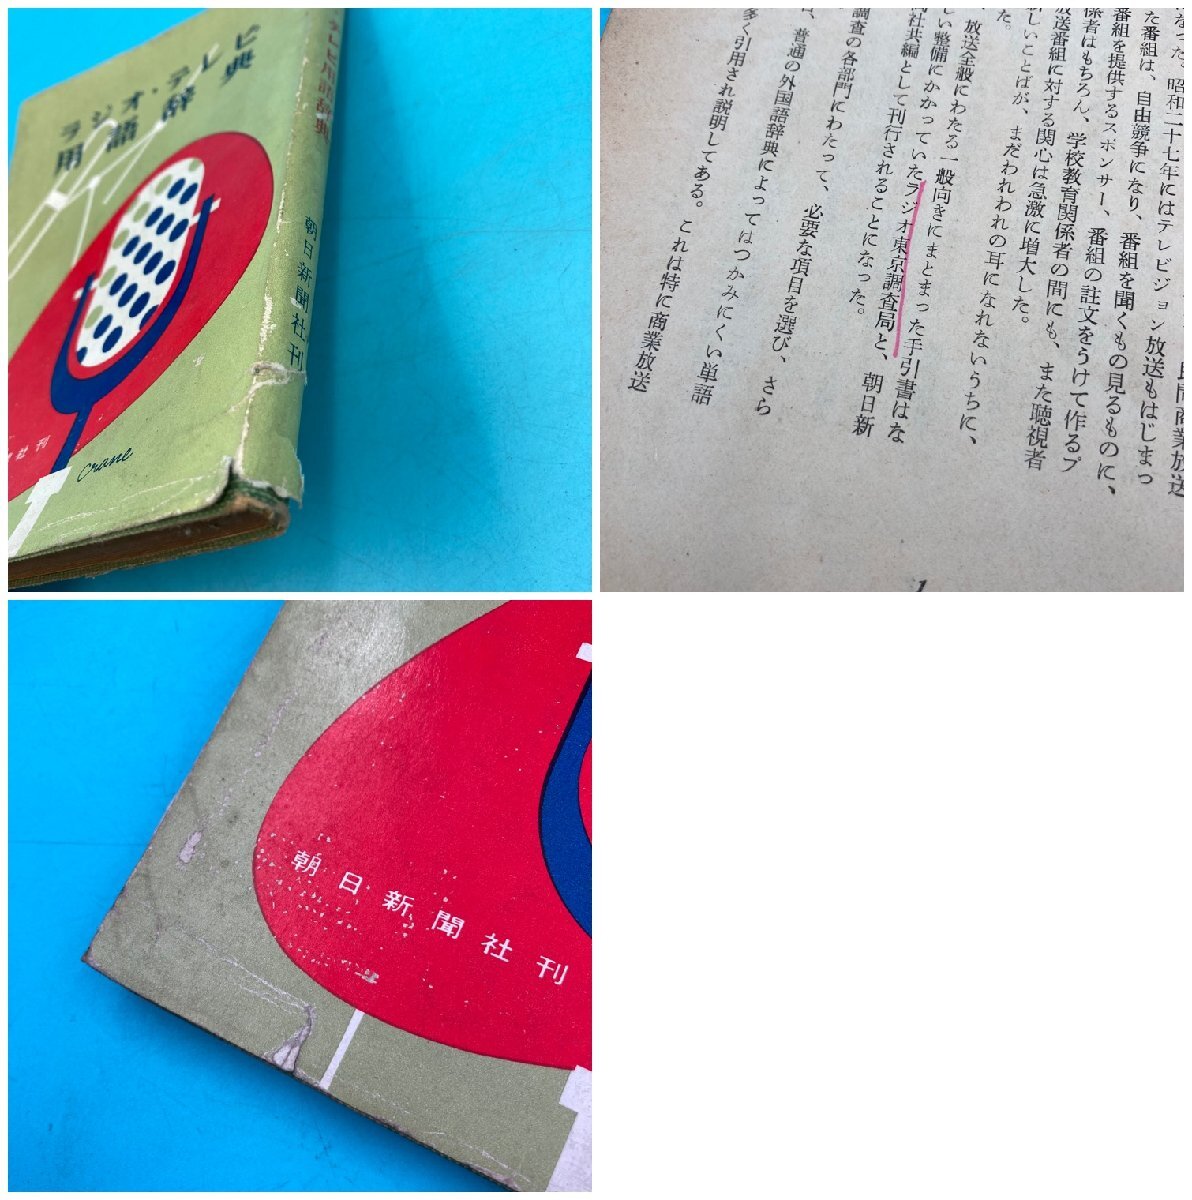 ラジオ・テレビ
用語辞典
テレビ用語辞典
朝日新聞社刊
社刊
Crane
なった。昭和二十七年にはテレビジョン放送もはじまっ
た番組は、自由競争になり、番組を聞くもの見るものに、
番組を提供するスポンサー、番組の註文をうけて作るプ
係者はもちろん、学校教育関係者の間にも、また聴視者
放送番組に対する関心は急激に増大した。
新しいことばが、まだわれわれの耳になれないうちに、
た。
、放送全般にわたる一般向きにまとまった手引書はな
しい整備にかかっていたラジオ東京調査局と、朝日新
社共編として刊行されることになった。
調査の各部門にわたって、必要な項目を選び、さら
、普通の外国語辞典によってはつかみにくい単語
多く引用され説明してある。これは特に商業放送
1
朝日新聞社刊